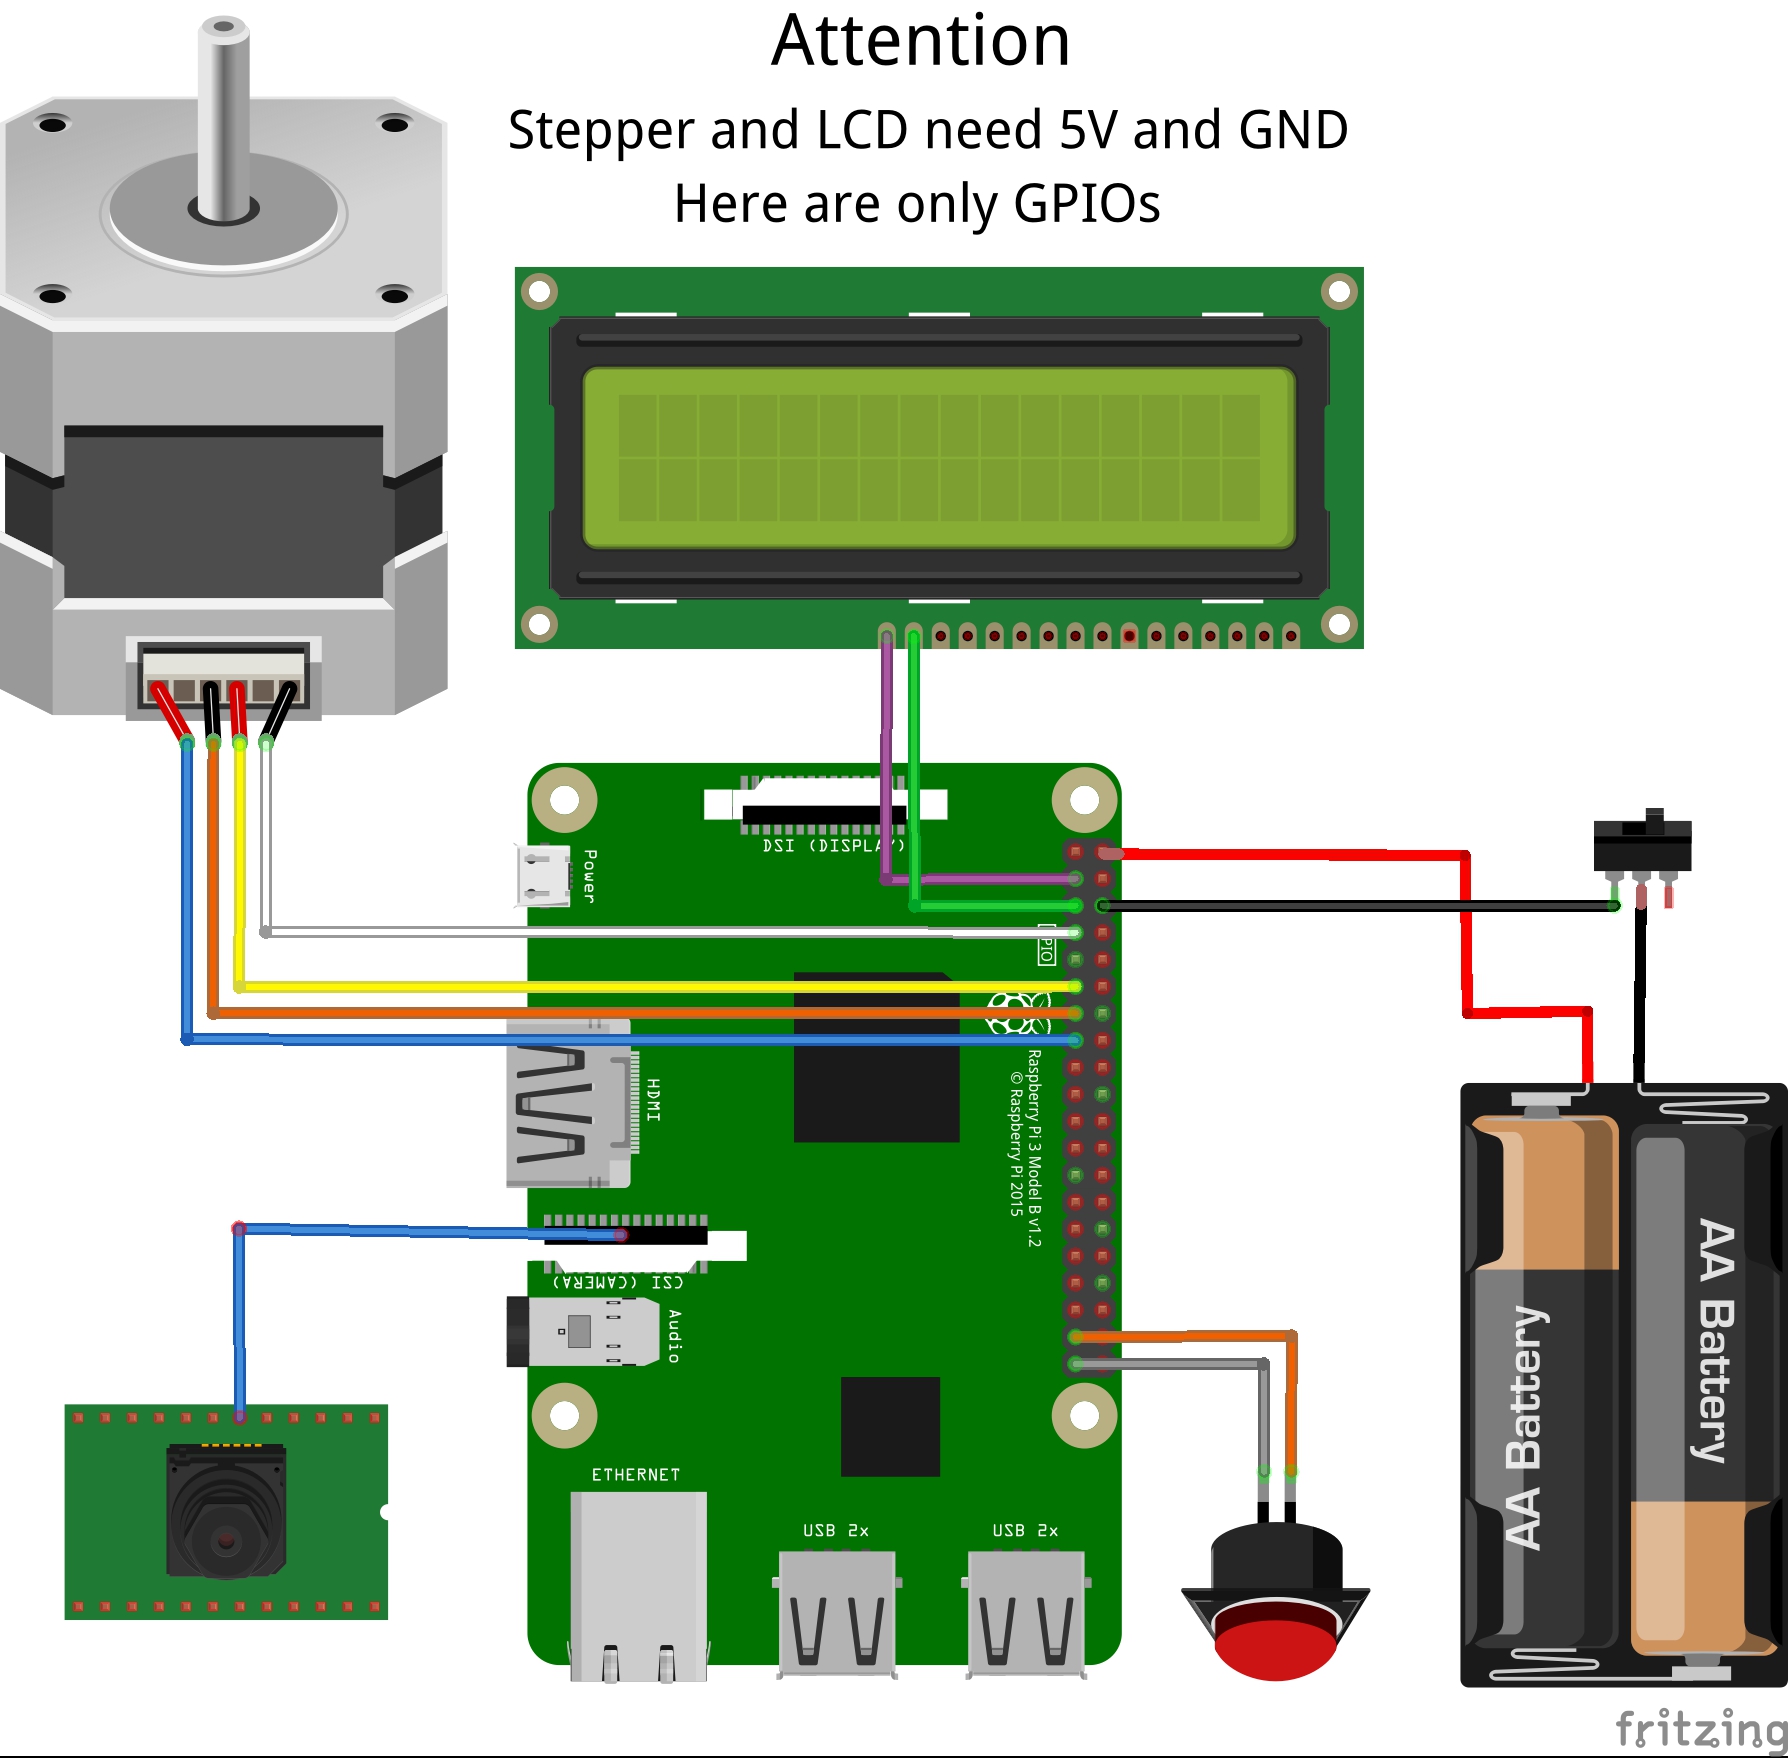 Attention
Stepper and LCD need 5V and GND
Here are only GPIOs
DSI (DISPLAY)
Power
GPIO
Raspberry Pi 3 Model B v1.2
© Raspberry Pi 2015
HDMI
CSI (CAMERA)
Audio
ETHERNET
USB 2x
USB 2x
AA Battery
AA Battery
fritzing